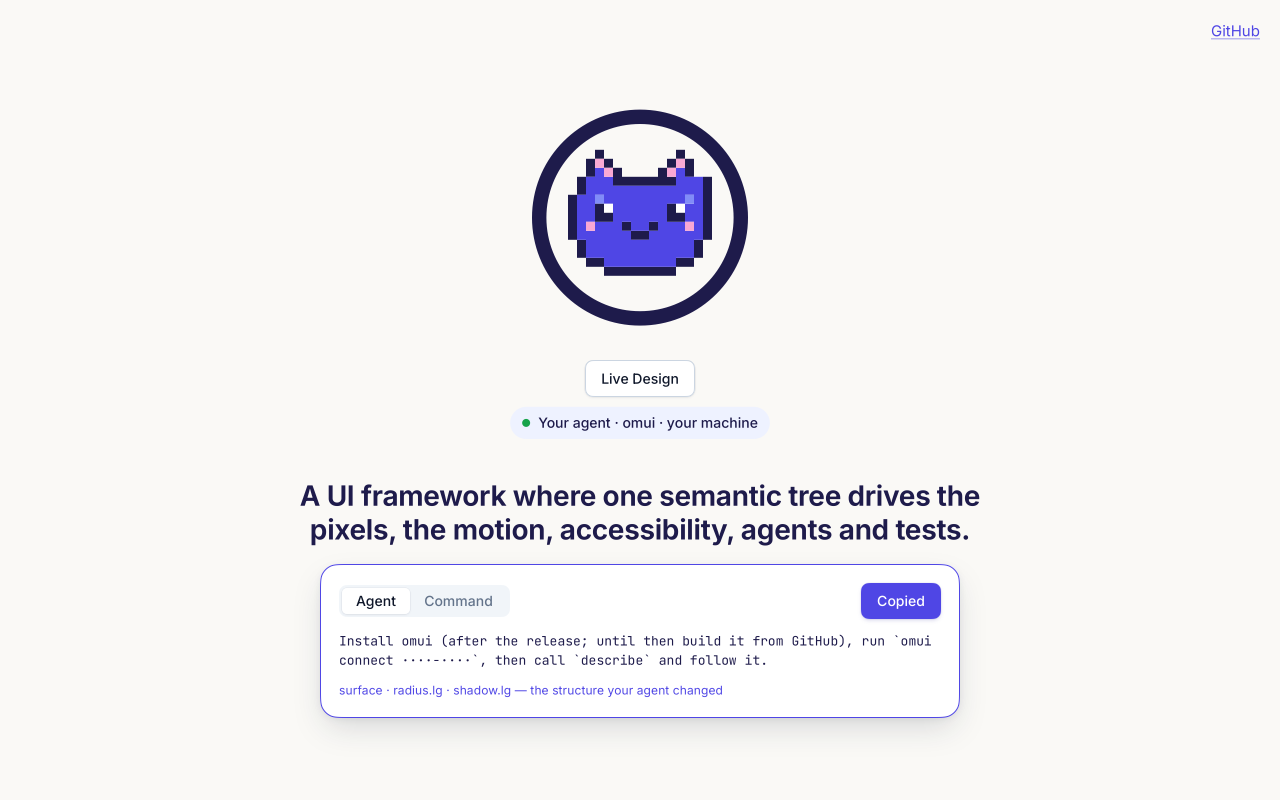 GitHub
Live Design
Your agent · omui · your machine
A UI framework where one semantic tree drives the
pixels, the motion, accessibility, agents and tests.
Agent
Command
Copied
Install omui (after the release; until then build it from GitHub), run `omui
connect ····-····`, then call `describe` and follow it.
surface · radius.lg · shadow.lg — the structure your agent changed